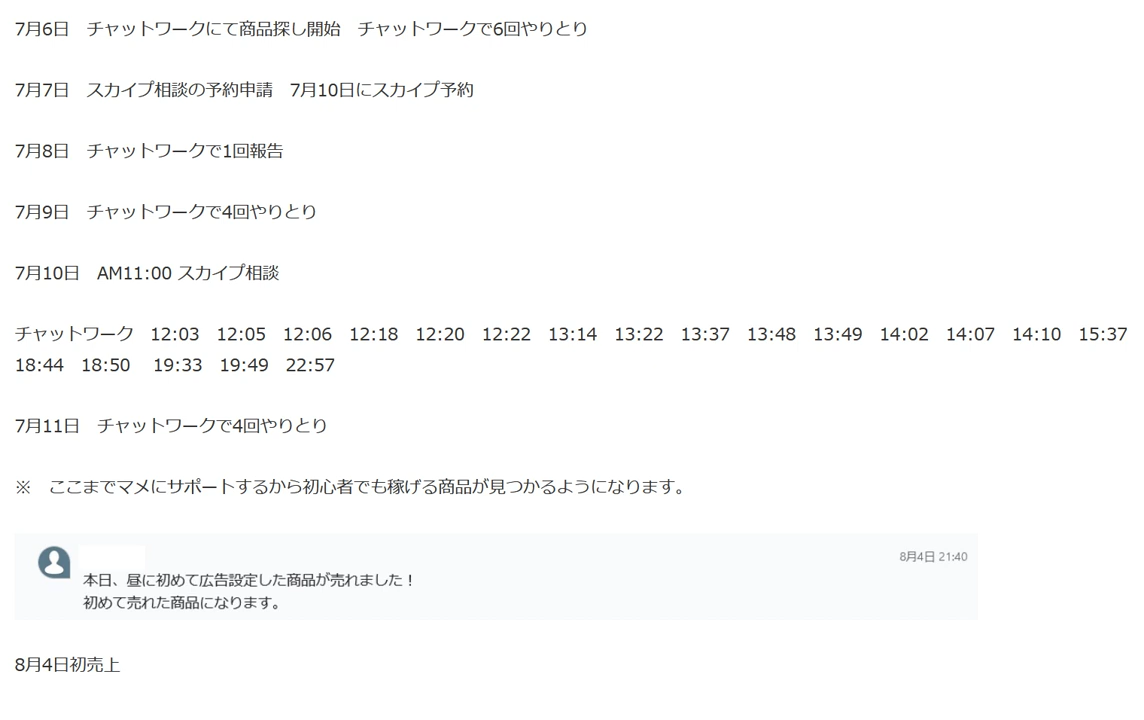 7月6日　チャットワークにて商品探し開始　チャットワークで6回やりとり
7月7日　スカイプ相談の予約申請　7月10日にスカイプ予約
7月8日　チャットワークで1回報告
7月9日　チャットワークで4回やりとり
7月10日　AM11:00 スカイプ相談
チャットワーク　12:03　12:05　12:06　12:18　12:20　12:22　13:14　13:22　13:37　13:48　13:49　14:02　14:07　14:10　15:37
18:44　18:50　19:33　19:49　22:57
7月11日　チャットワークで4回やりとり
※　ここまでマメにサポートするから初心者でも稼げる商品が見つかるようになります。
8月4日 21:40
本日、昼に初めて広告設定した商品が売れました！
初めて売れた商品になります。
8月4日初売上